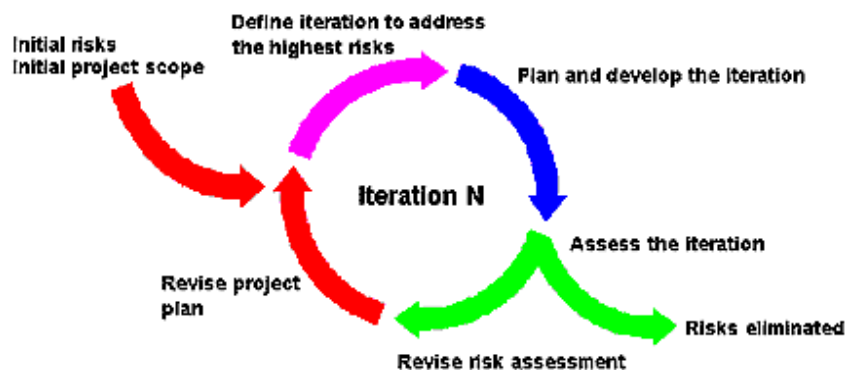 Initial risks
Initial project scope
Define iteration to address
the highest risks
Plan and develop the iteration
Iteration N
Assess the iteration
Revise project
plan
Risks eliminated
Revise risk assessment